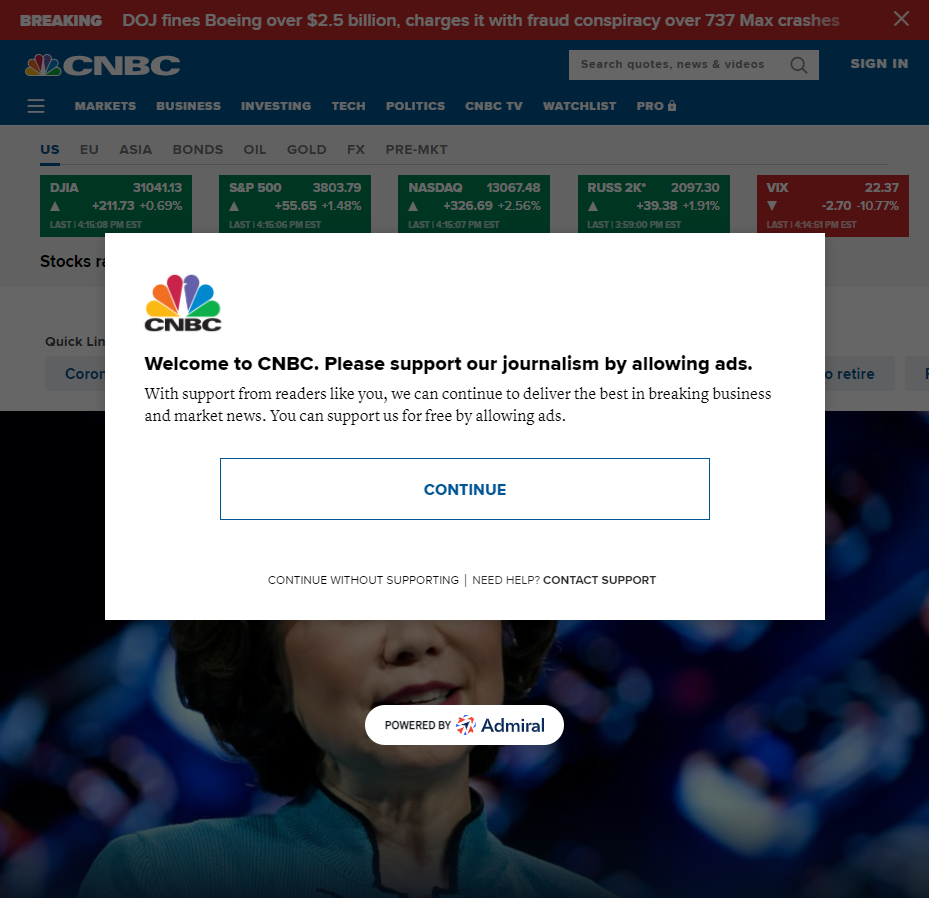 BREAKING DOJ fines Boeing over $2.5 billion, charges it with fraud conspiracy over 737 Max crashes
CNBC
Search quotes, news & videos
SIGN IN
MARKETS BUSINESS INVESTING TECH POLITICS CNBC TV WATCHLIST PRO
US EU ASIA BONDS OIL GOLD FX PRE-MKT
DJIA 31041.13
▲ +211.73 +0.69%
LAST | 4:15:08 PM EST
S&P 500 3803.79
▲ +55.65 +1.48%
LAST | 4:15:06 PM EST
NASDAQ 13067.48
▲ +326.69 +2.56%
LAST | 4:15:07 PM EST
RUSS 2K* 2097.30
▲ +39.38 +1.91%
LAST | 3:59:00 PM EST
VIX 22.37
▼ -2.70 -10.77%
LAST | 4:14:51 PM EST
Stocks
Quick
CNBC
Welcome to CNBC. Please support our journalism by allowing ads.
With support from readers like you, we can continue to deliver the best in breaking business
and market news. You can support us for free by allowing ads.
CONTINUE
CONTINUE WITHOUT SUPPORTING | NEED HELP? CONTACT SUPPORT
retire
POWERED BY Admiral